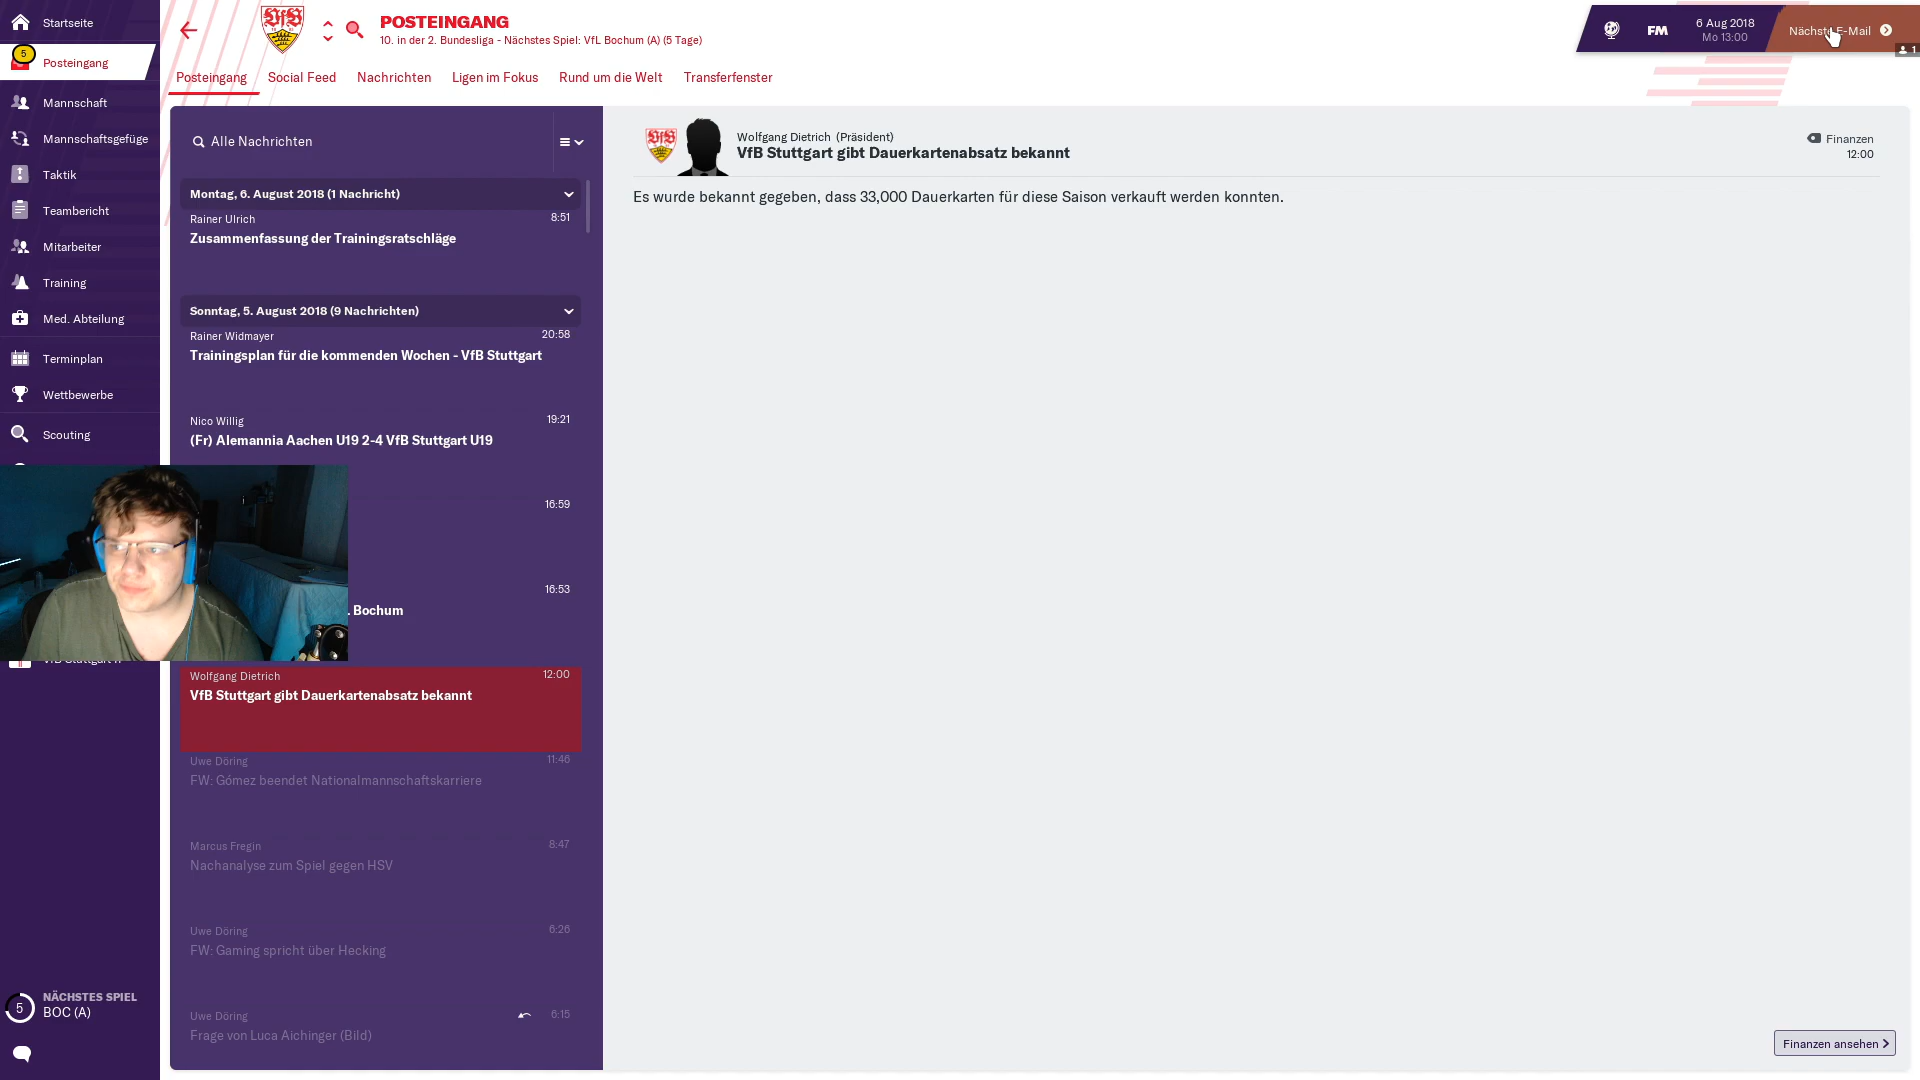 Startseite
5
Posteingang
Mannschaft
Mannschaftsgefüge
Taktik
Teambericht
Mitarbeiter
Training
Med. Abteilung
Terminplan
Wettbewerbe
Scouting
NÄCHSTES SPIEL
5
BOC (A)
POSTEINGANG
10. in der 2. Bundesliga - Nächstes Spiel: VfL Bochum (A) (5 Tage)
FM
6 Aug 2018
Mo 13:00
Nächste E-Mail
1
Posteingang
Social Feed
Nachrichten
Ligen im Fokus
Rund um die Welt
Transferfenster
Alle Nachrichten
Montag, 6. August 2018 (1 Nachricht)
Rainer Ulrich
8:51
Zusammenfassung der Trainingsratschläge
Sonntag, 5. August 2018 (9 Nachrichten)
Rainer Widmayer
20:58
Trainingsplan für die kommenden Wochen - VfB Stuttgart
Nico Willig
19:21
(Fr) Alemannia Aachen U19 2-4 VfB Stuttgart U19
16:59
16:53
. Bochum
Wolfgang Dietrich
12:00
VfB Stuttgart gibt Dauerkartenabsatz bekannt
Uwe Döring
11:46
FW: Gómez beendet Nationalmannschaftskarriere
Marcus Fregin
8:47
Nachanalyse zum Spiel gegen HSV
Uwe Döring
6:26
FW: Gaming spricht über Hecking
Uwe Döring
6:15
Frage von Luca Aichinger (Bild)
Wolfgang Dietrich (Präsident)
VfB Stuttgart gibt Dauerkartenabsatz bekannt
Finanzen
12:00
Es wurde bekannt gegeben, dass 33,000 Dauerkarten für diese Saison verkauft werden konnten.
Finanzen ansehen